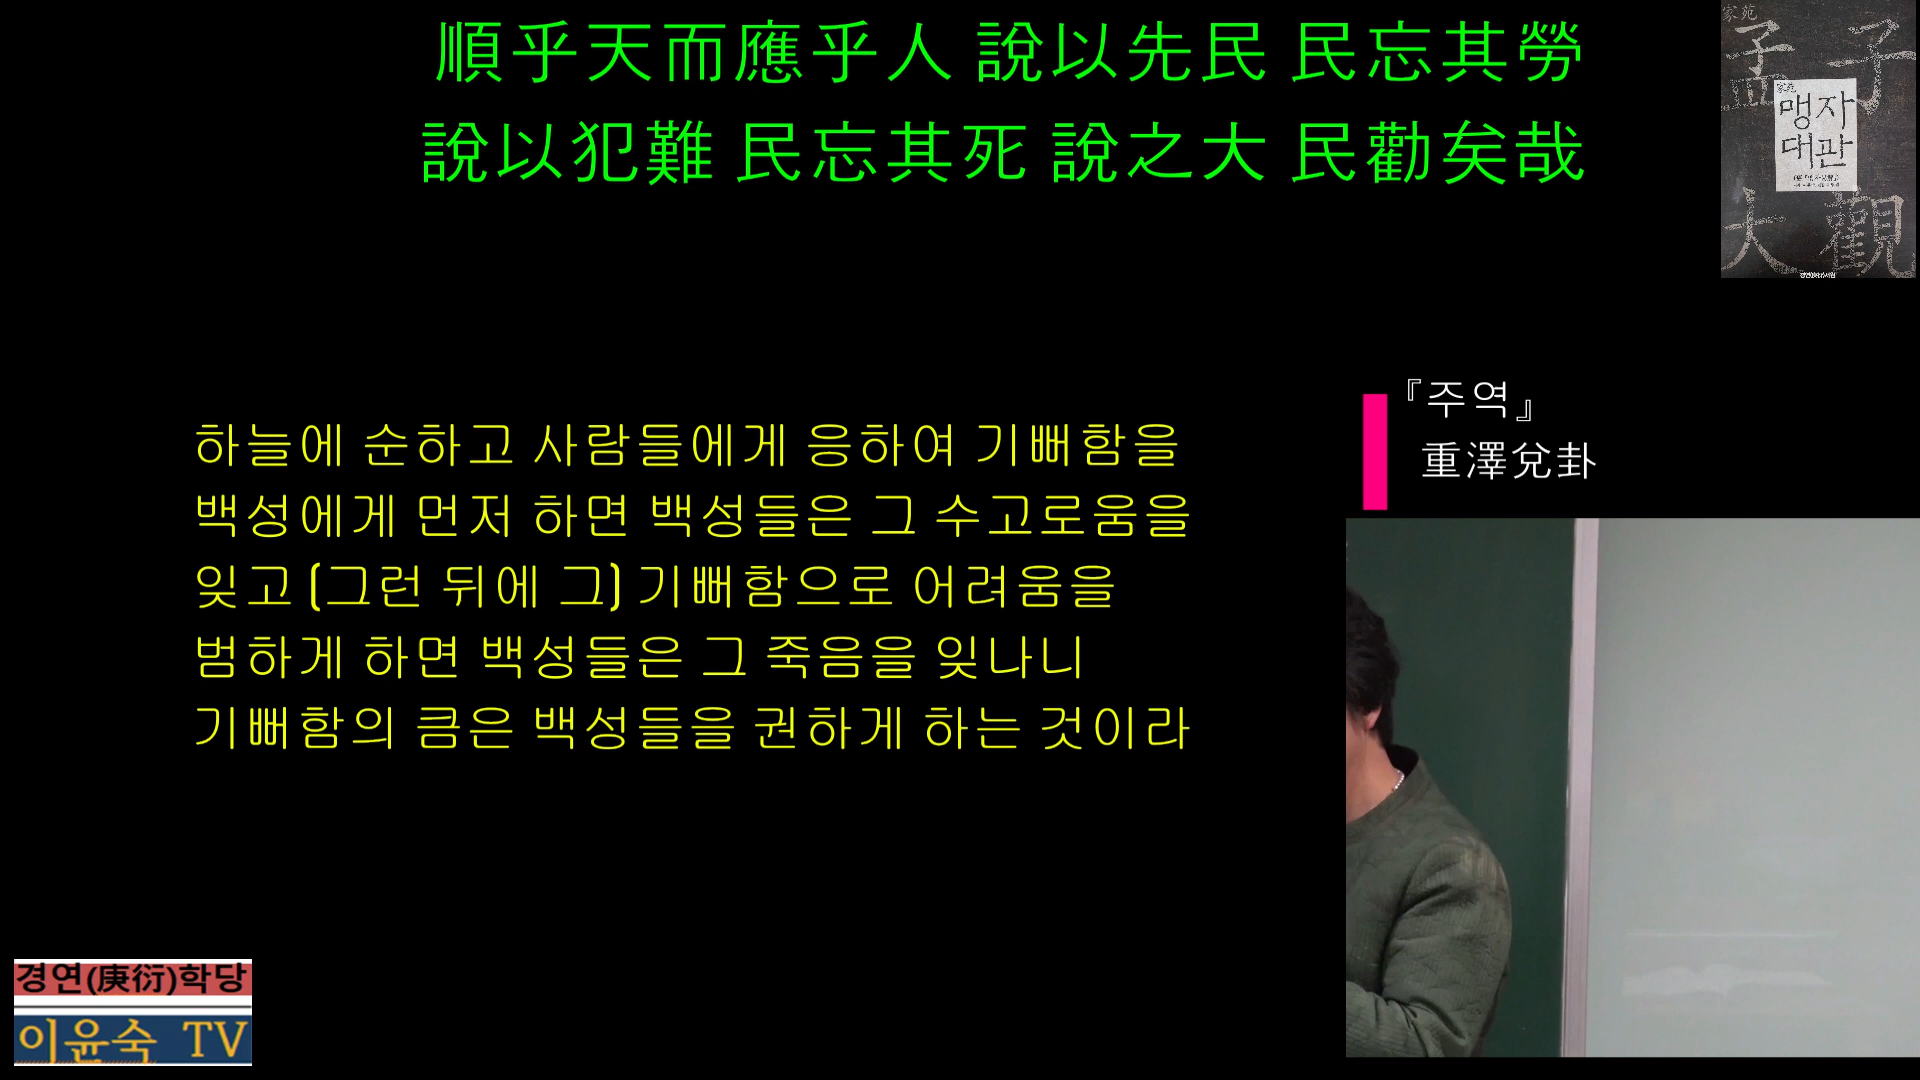 順乎天而應乎人 說以先民 民忘其勞
說以犯難 民忘其死 說之大 民勸矣哉
家苑
孟子
맹자
대관
大觀
『주역』
重澤兌卦
하늘에 순하고 사람들에게 응하여 기뻐함을
백성에게 먼저 하면 백성들은 그 수고로움을
잊고 (그런 뒤에 그) 기뻐함으로 어려움을
범하게 하면 백성들은 그 죽음을 잊나니
기뻐함의 큼은 백성들을 권하게 하는 것이라
경연(庚衍)학당
이윤숙 TV